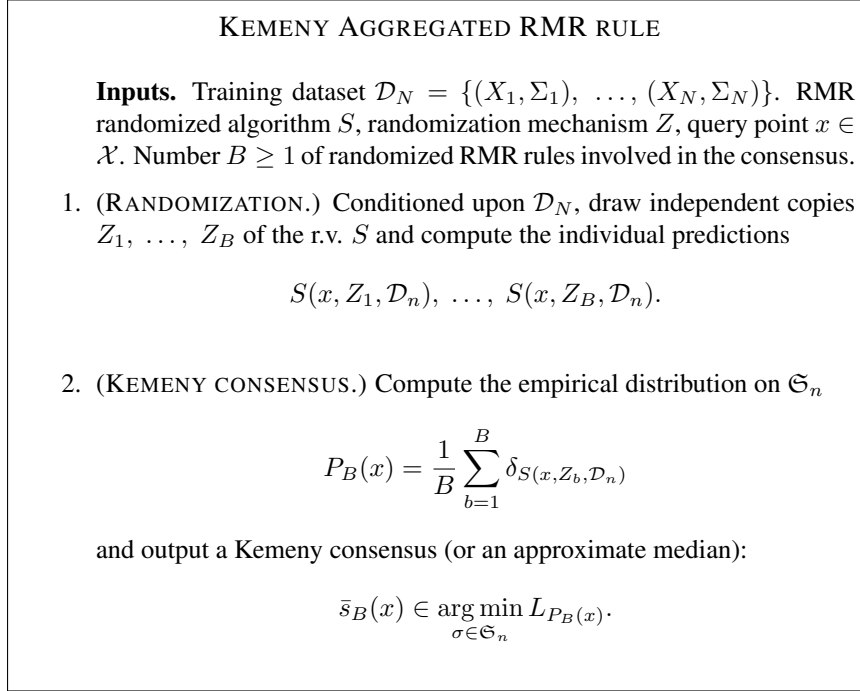 KEMENY AGGREGATED RMR RULE
Inputs. Training dataset 𝒟_N = {(X_1, Σ_1), …, (X_N, Σ_N)}. RMR
randomized algorithm S, randomization mechanism Z, query point x ∈
𝒳. Number B ≥ 1 of randomized RMR rules involved in the consensus.
1. (RANDOMIZATION.) Conditioned upon 𝒟_N, draw independent copies
Z_1, …, Z_B of the r.v. S and compute the individual predictions
S(x, Z_1, 𝒟_n), …, S(x, Z_B, 𝒟_n).
2. (KEMENY CONSENSUS.) Compute the empirical distribution on 𝔖_n
P_B(x) = \frac{1}{B} \sum_{b=1}^{B} δ_{S(x,Z_b,𝒟_n)}
and output a Kemeny consensus (or an approximate median):
\bar{s}_B(x) ∈ \arg\min_{σ∈𝔖_n} L_{P_B(x)}.